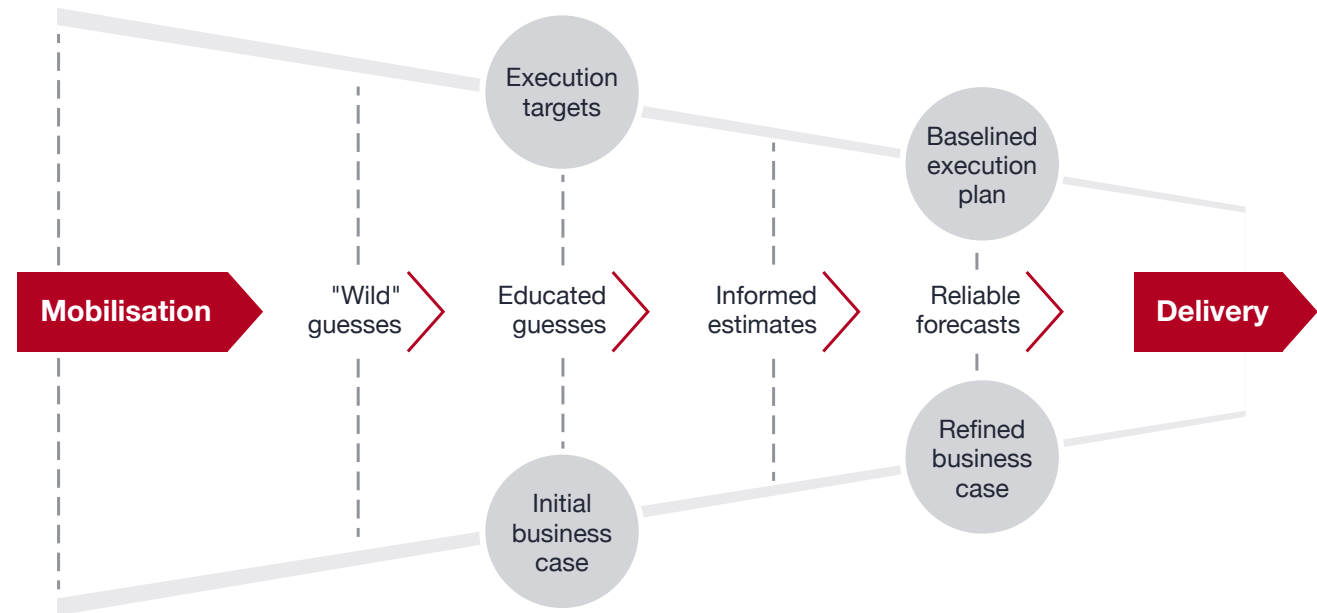 Execution
targets
Baselined
execution
plan
Mobilisation
"Wild"
guesses
Educated
guesses
Informed
estimates
Reliable
forecasts
Delivery
Initial
business
case
Refined
business
case